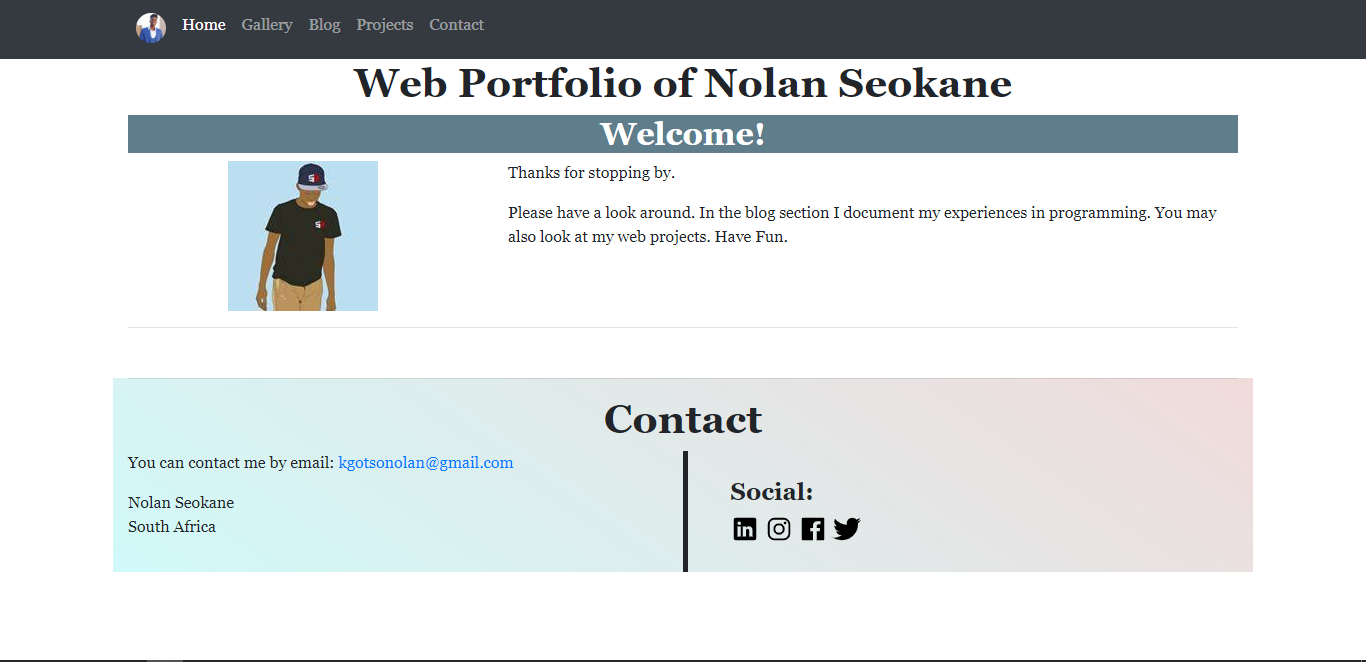 Home Gallery Blog Projects Contact
Web Portfolio of Nolan Seokane
Welcome!
Thanks for stopping by.
Please have a look around. In the blog section I document my experiences in programming. You may
also look at my web projects. Have Fun.
Contact
You can contact me by email: kgotsonolan@gmail.com
Nolan Seokane
South Africa
Social: